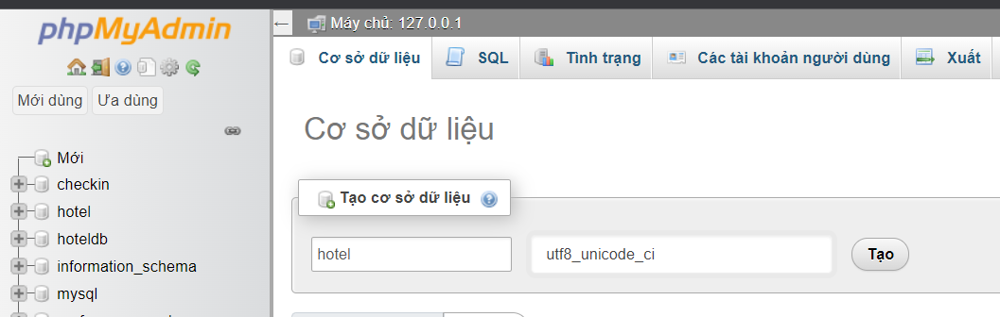 phpMyAdmin
Mới dùng Ưa dùng
Mới
checkin
hotel
hoteldb
information_schema
mysql
Máy chủ: 127.0.0.1
Cơ sở dữ liệu SQL Tình trạng Các tài khoản người dùng Xuất
Cơ sở dữ liệu
Tạo cơ sở dữ liệu
hotel utf8_unicode_ci Tạo